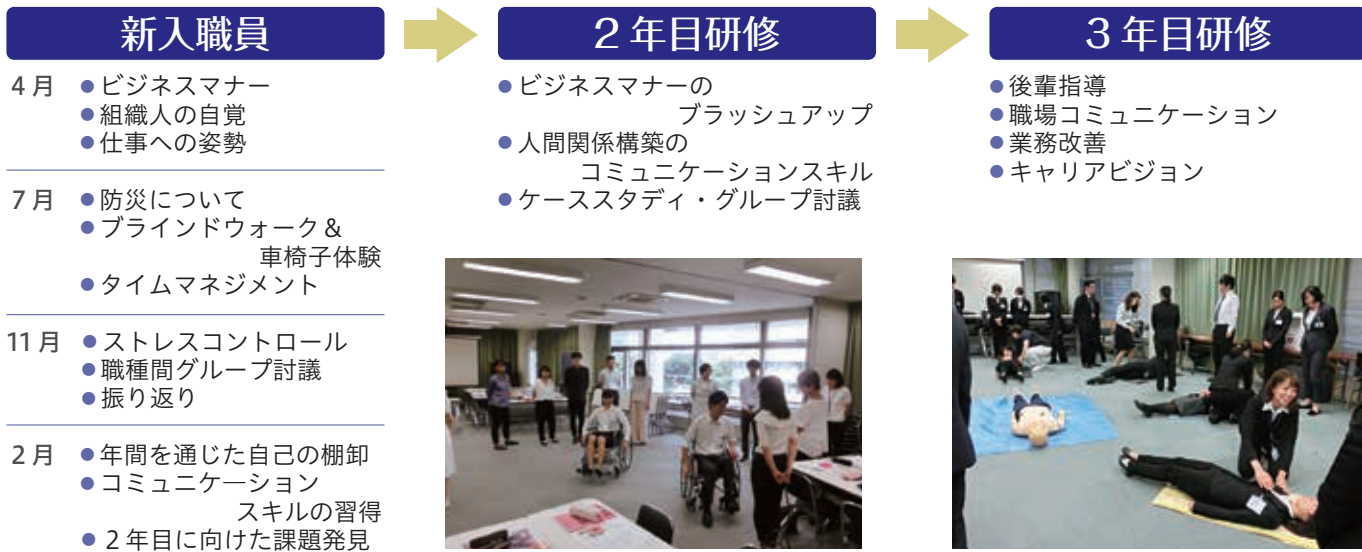 新入職員
4月 ●ビジネスマナー
●組織人の自覚
●仕事への姿勢
7月 ●防災について
●ブラインドウォーク&
車椅子体験
●タイムマネジメント
11月 ●ストレスコントロール
●職種間グループ討議
●振り返り
2月 ●年間を通じた自己の棚卸
●コミュニケ―ション
スキルの習得
●2年目に向けた課題発見
2年目研修
●ビジネスマナーの
ブラッシュアップ
●人間関係構築の
コミュニケーションスキル
●ケーススタディ・グループ討議
3年目研修
●後輩指導
●職場コミュニケーション
●業務改善
●キャリアビジョン